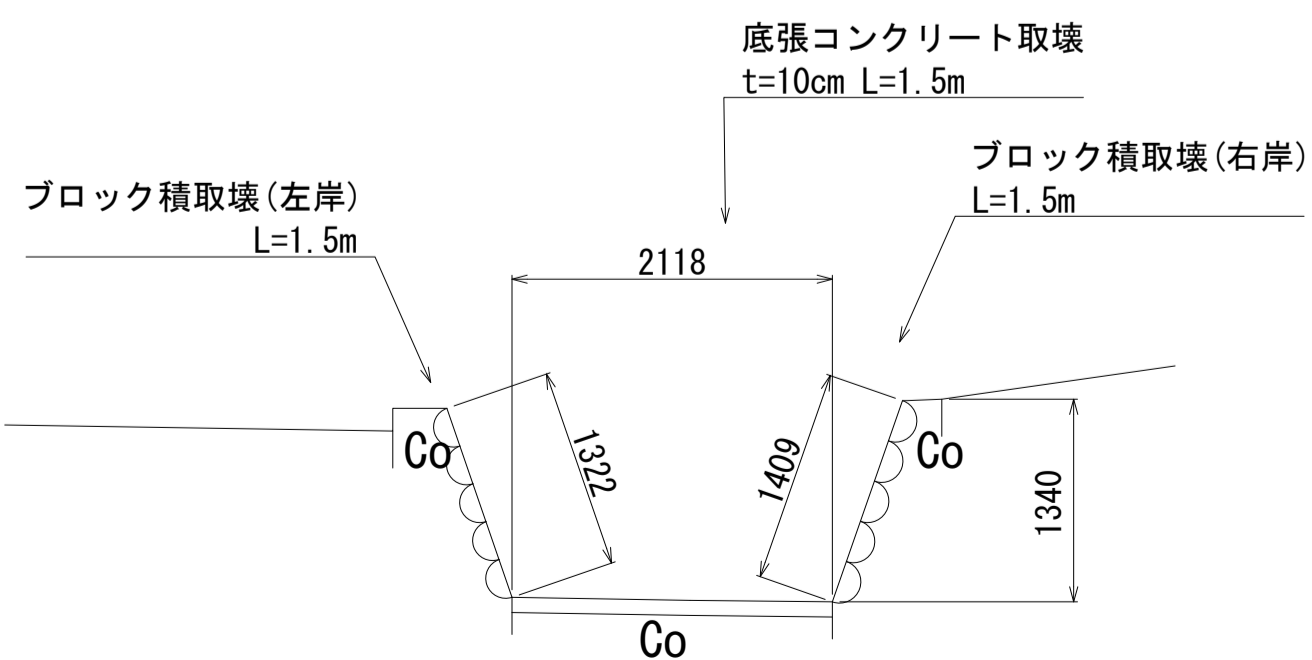 底張コンクリート取壊
t=10cm L=1.5m
ブロック積取壊(右岸)
L=1.5m
ブロック積取壊(左岸)
L=1.5m
2118
1322
1409
1340
Co
Co
Co